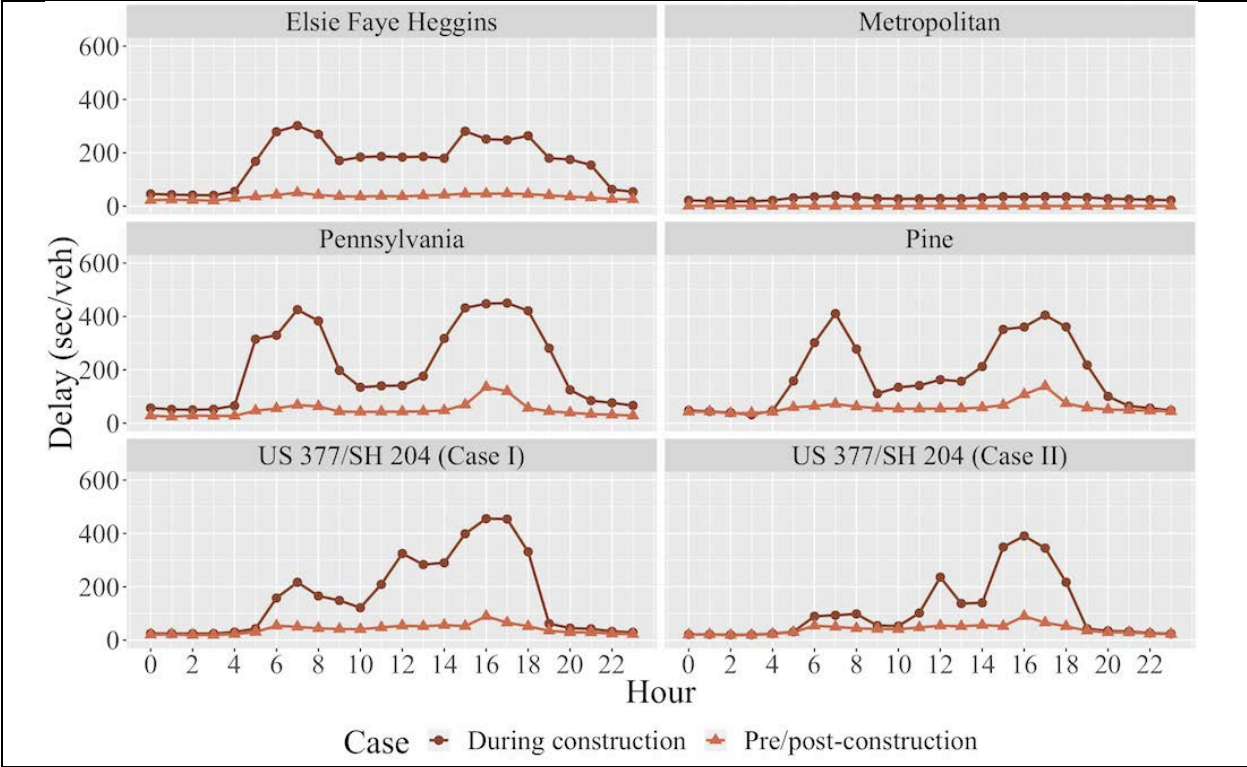 Elsie Faye Heggins
Metropolitan
600
400
200
0
Pennsylvania
Pine
600
400
200
0
US 377/SH 204 (Case I)
US 377/SH 204 (Case II)
600
400
200
0
0 2 4 6 8 10 12 14 16 18 20 22
0 2 4 6 8 10 12 14 16 18 20 22
Delay (sec/veh)
Hour
Case During construction Pre/post-construction